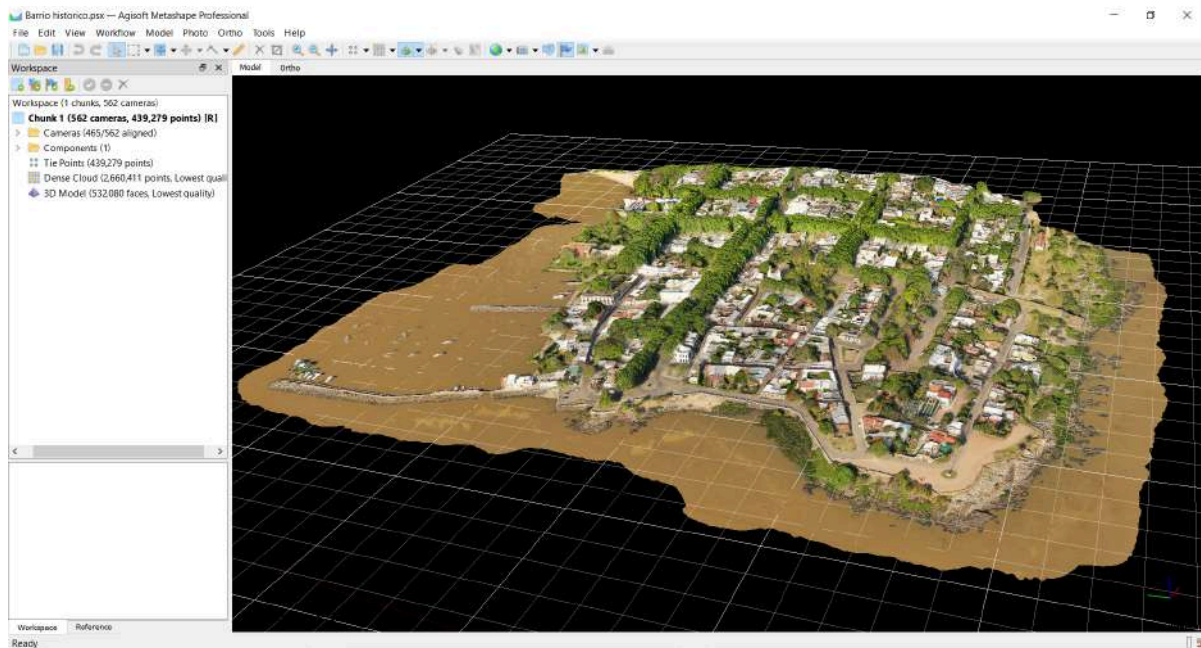 Barrio historico.psx — Agisoft Metashape Professional
File Edit View Workflow Model Photo Ortho Tools Help
Workspace
Model Ortho
Workspace (1 chunks, 562 cameras)
Chunk 1 (562 cameras, 439,279 points) [R]
Cameras (465/562 aligned)
Components (1)
Tie Points (439,279 points)
Dense Cloud (2,660,411 points, Lowest quali
3D Model (532,080 faces, Lowest quality)
Workspace Reference
Ready